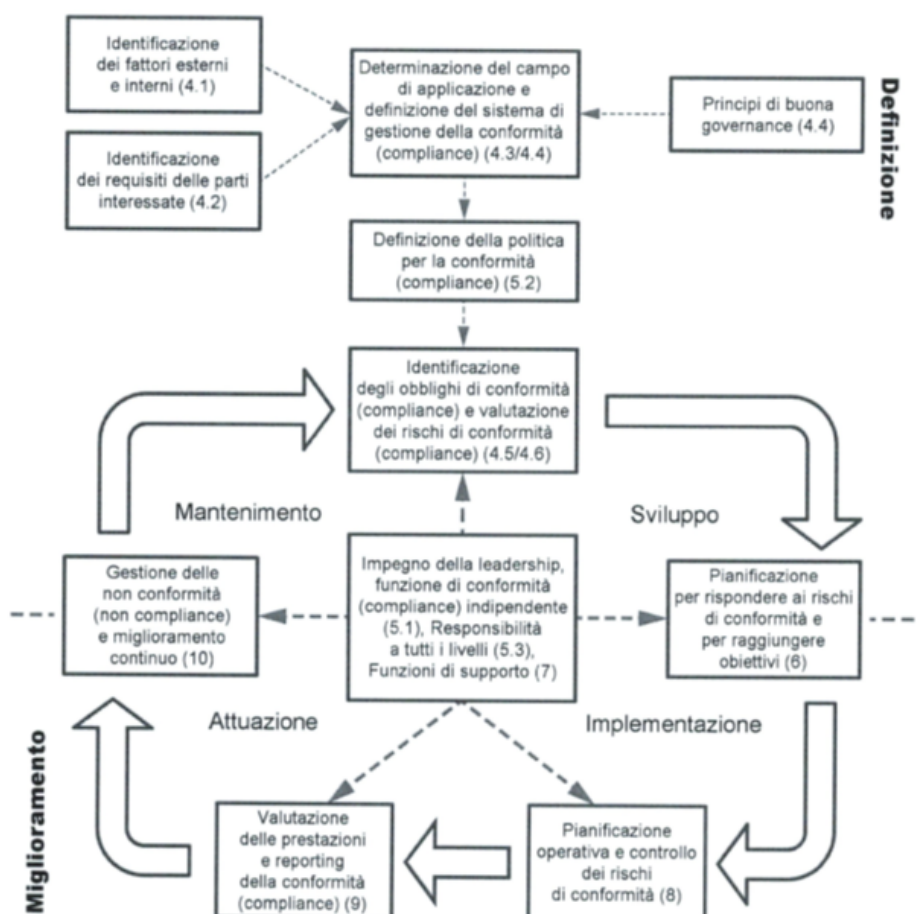 Identificazione
dei fattori esterni
e interni (4.1)
Determinazione del campo
di applicazione e
definizione del sistema di
gestione della conformità
(compliance) (4.3/4.4)
Principi di buona
governance (4.4)
Definizione
Identificazione
dei requisiti delle parti
interessate (4.2)
Definizione della politica
per la conformità
(compliance) (5.2)
Identificazione
degli obblighi di conformità
(compliance) e valutazione
dei rischi di conformità
(compliance) (4.5/4.6)
Mantenimento
Sviluppo
Gestione delle
non conformità
(non compliance)
e miglioramento
continuo (10)
Impegno della leadership,
funzione di conformità
(compliance) indipendente
(5.1), Responsibilità
a tutti i livelli (5.3),
Funzioni di supporto (7)
Pianificazione
per rispondere ai rischi
di conformità e
per raggiungere
obiettivi (6)
Attuazione
Implementazione
Miglioramento
Valutazione
delle prestazioni
e reporting
della conformità
(compliance) (9)
Pianificazione
operativa e controllo
dei rischi
di conformità (8)